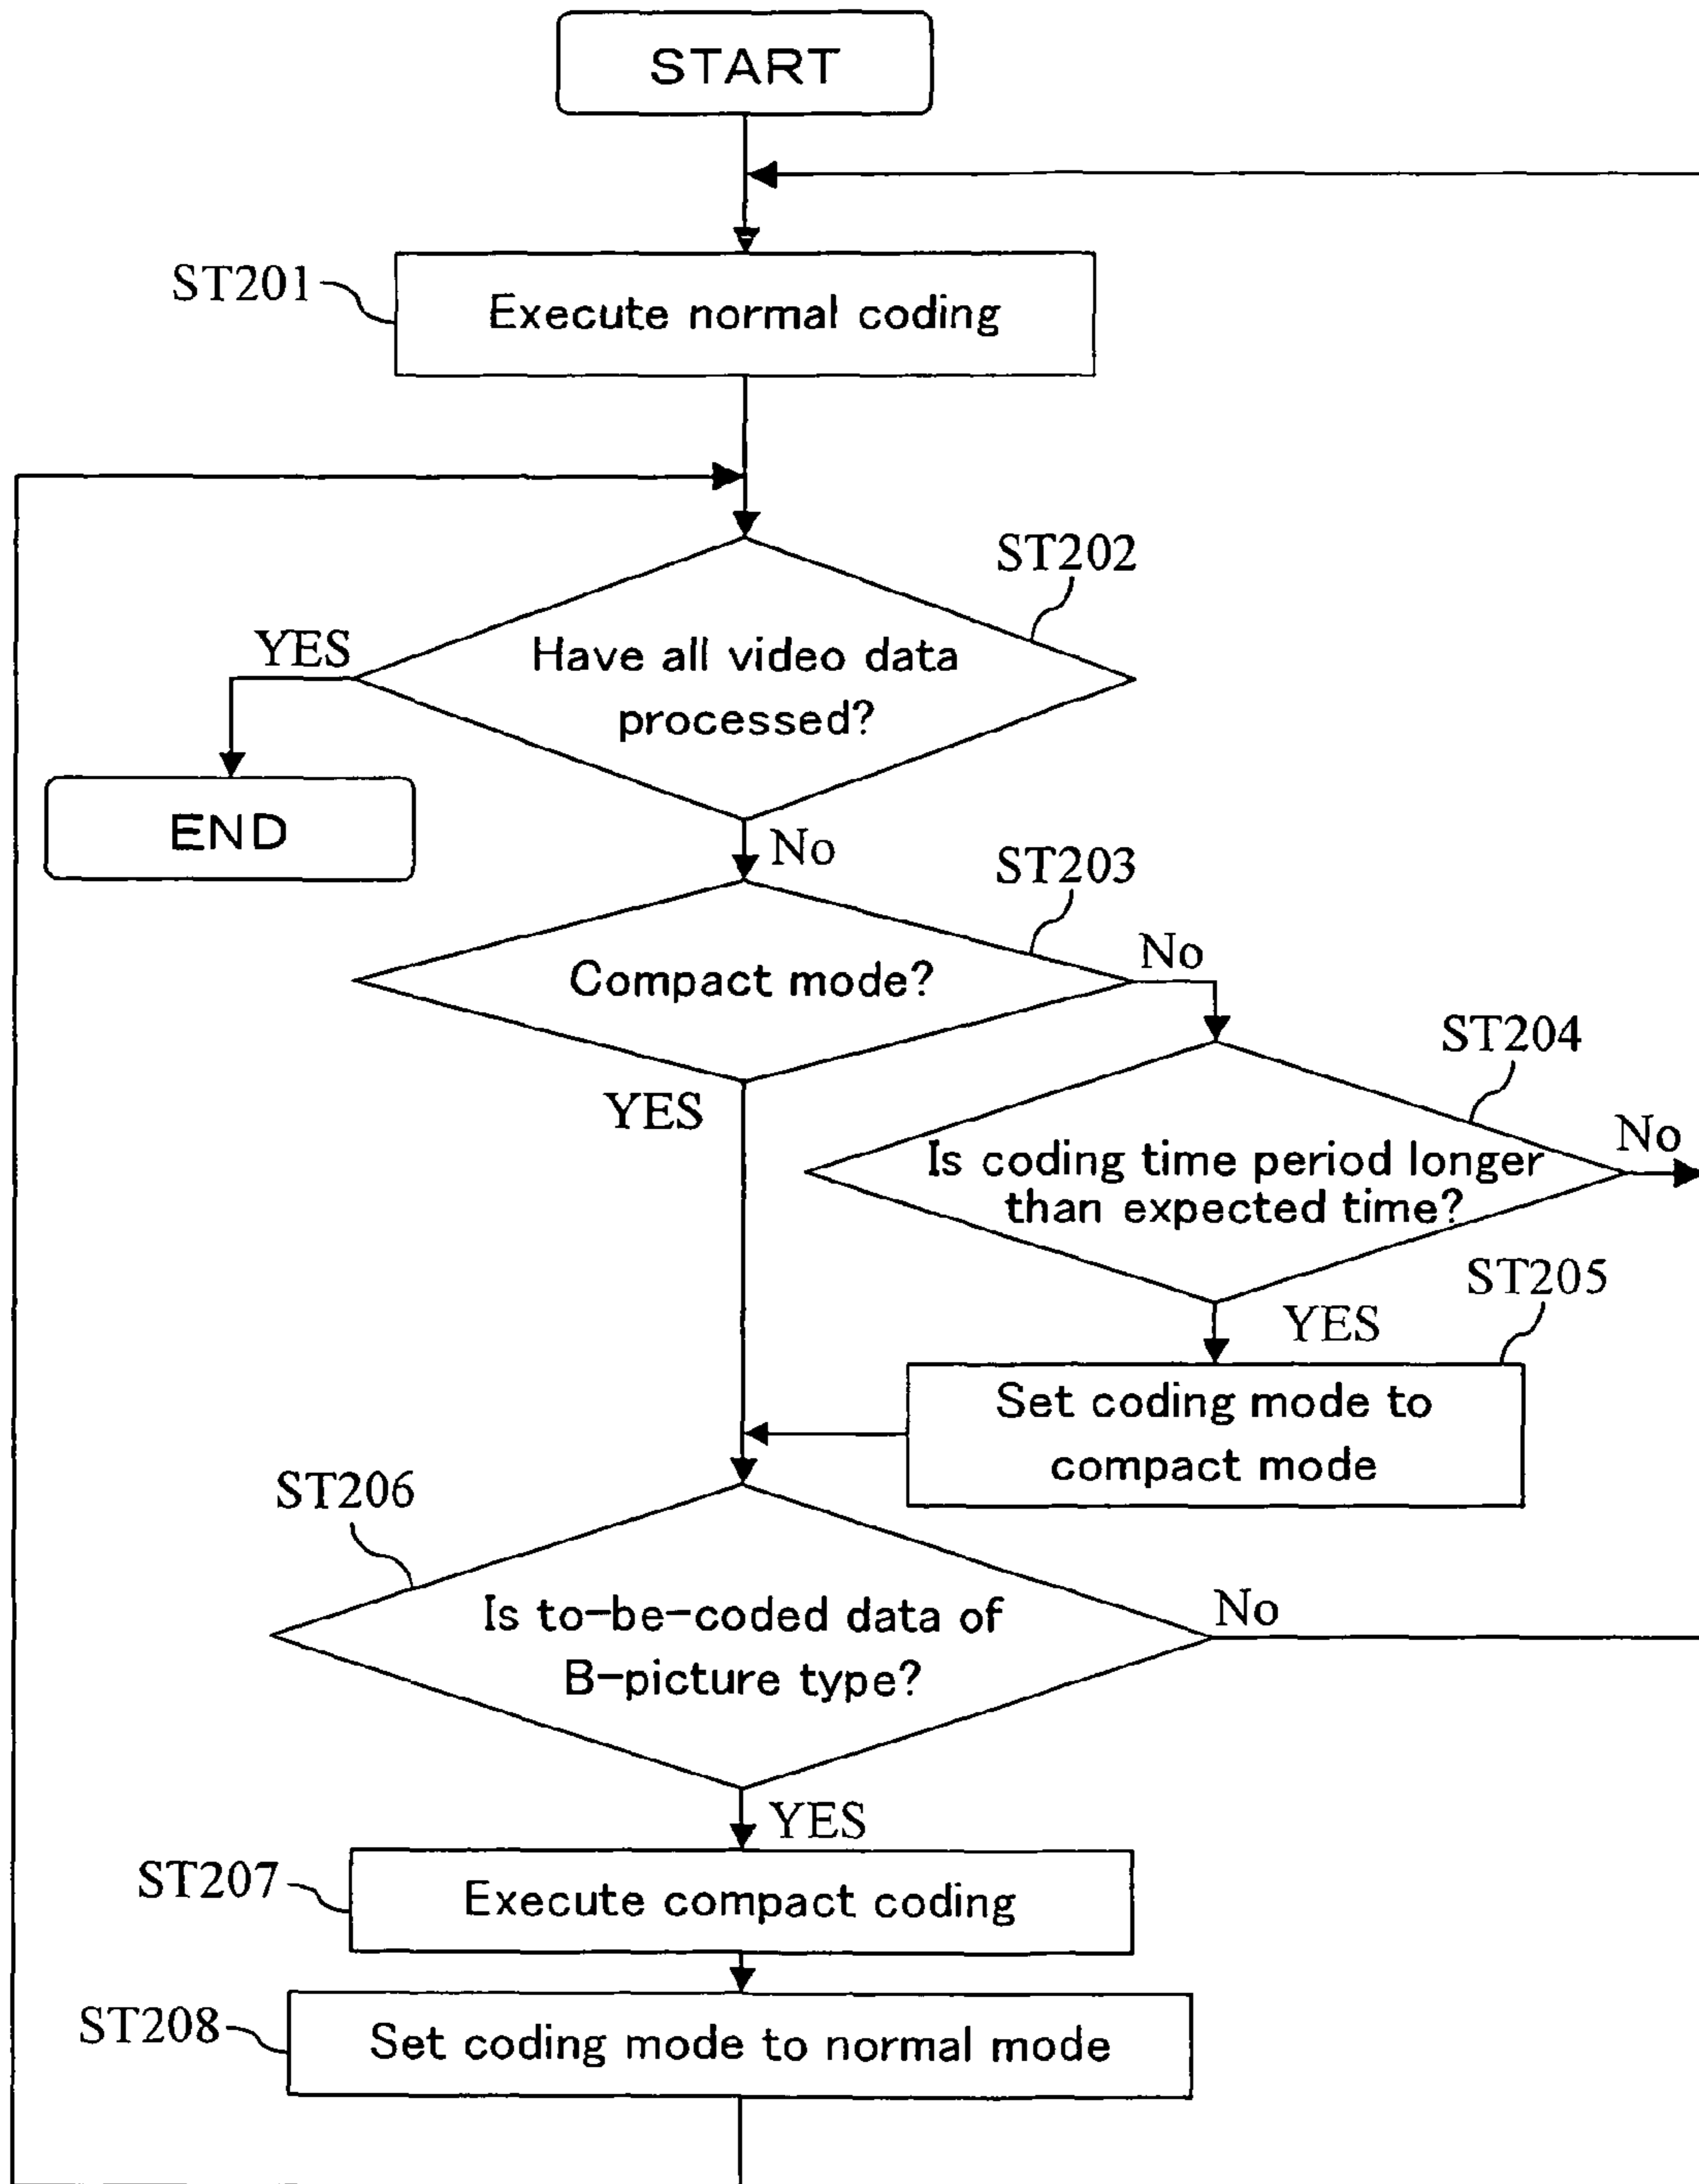 START
ST201
Execute normal coding
ST202
YES
Have all video data
processed?
END
No
ST203
No
Compact mode?
ST204
YES
No
Is coding time period longer
than expected time?
ST205
YES
Set coding mode to
compact mode
ST206
Is to-be-coded data of
B-picture type?
No
YES
ST207
Execute compact coding
ST208
Set coding mode to normal mode